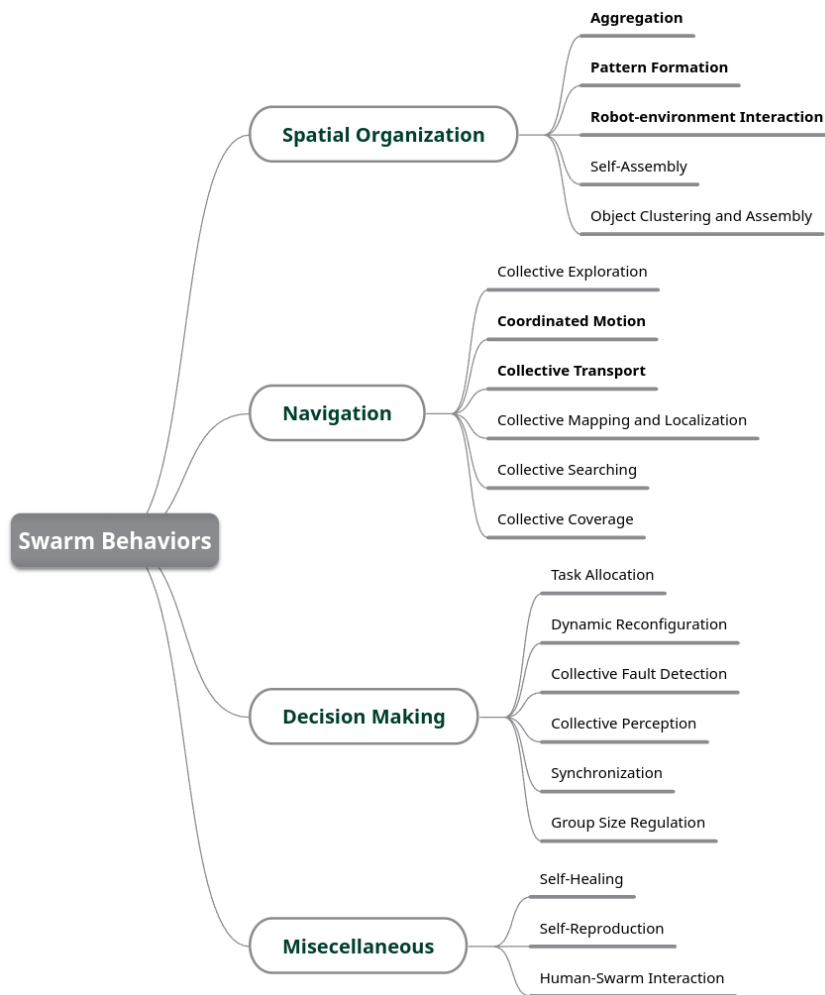 Swarm Behaviors
Spatial Organization
Aggregation
Pattern Formation
Robot-environment Interaction
Self-Assembly
Object Clustering and Assembly
Navigation
Collective Exploration
Coordinated Motion
Collective Transport
Collective Mapping and Localization
Collective Searching
Collective Coverage
Decision Making
Task Allocation
Dynamic Reconfiguration
Collective Fault Detection
Collective Perception
Synchronization
Group Size Regulation
Misecellaneous
Self-Healing
Self-Reproduction
Human-Swarm Interaction